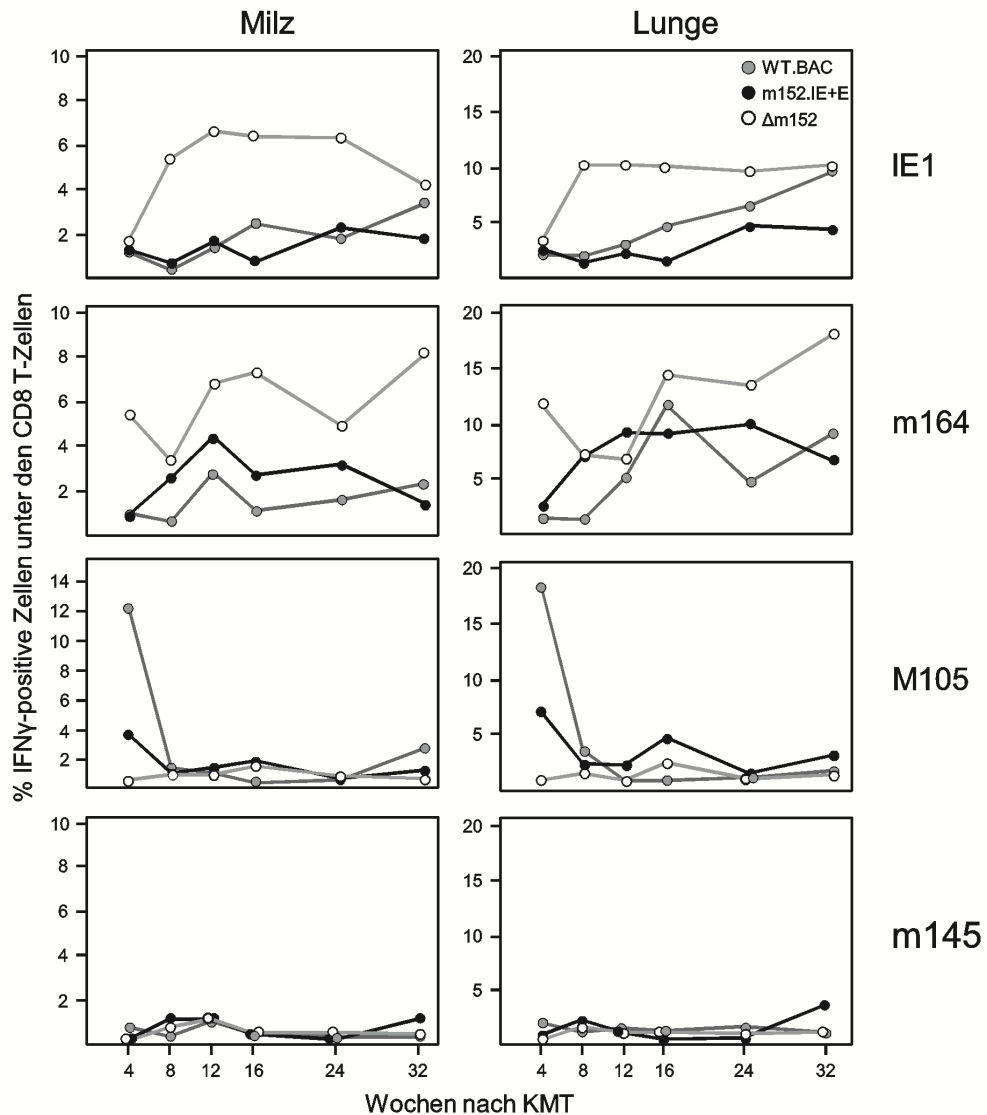 Milz
Lunge
10
8
6
4
2
20
15
10
5
WT.BAC
m152.IE+E
Δm152
IE1
% IFNγ-positive Zellen unter den CD8 T-Zellen
10
8
6
4
2
20
15
10
5
m164
14
12
10
8
6
4
2
20
15
10
5
M105
10
8
6
4
2
20
15
10
5
m145
4 8 12 16 24 32
4 8 12 16 24 32
Wochen nach KMT